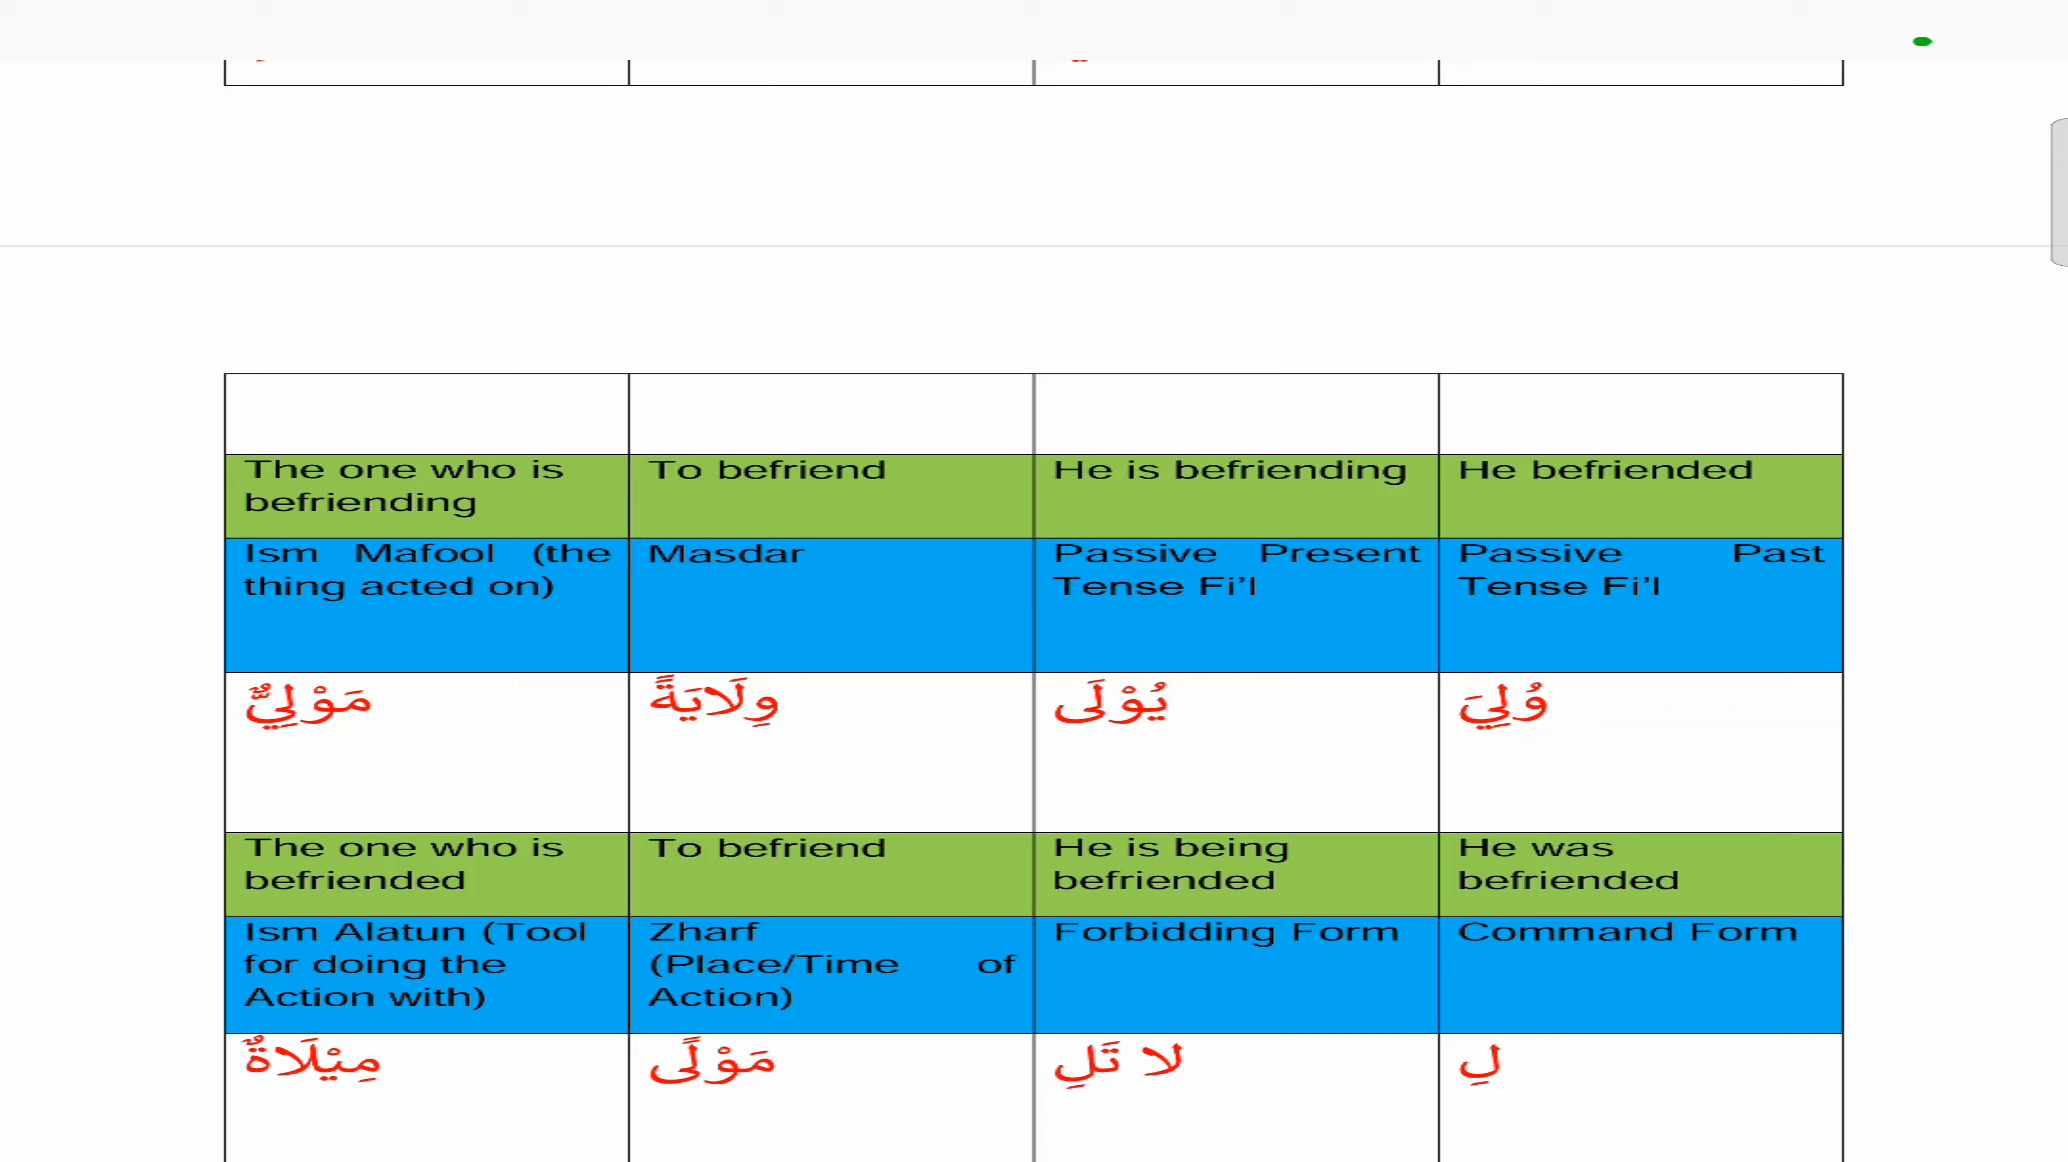 The one who is
befriending
To befriend
He is befriending
He befriended
Ism Mafool (the
thing acted on)
Masdar
Passive Present
Tense Fi’l
Passive Past
Tense Fi’l
مَوْلِيٌّ
وِلَايَةً
يُوْلَى
وُلِيَ
The one who is
befriended
To befriend
He is being
befriended
He was
befriended
Ism Alatun (Tool
for doing the
Action with)
Zharf
(Place/Time of
Action)
Forbidding Form
Command Form
مِيْلَاةٌ
مَوْلًى
لا تَلِ
لِ